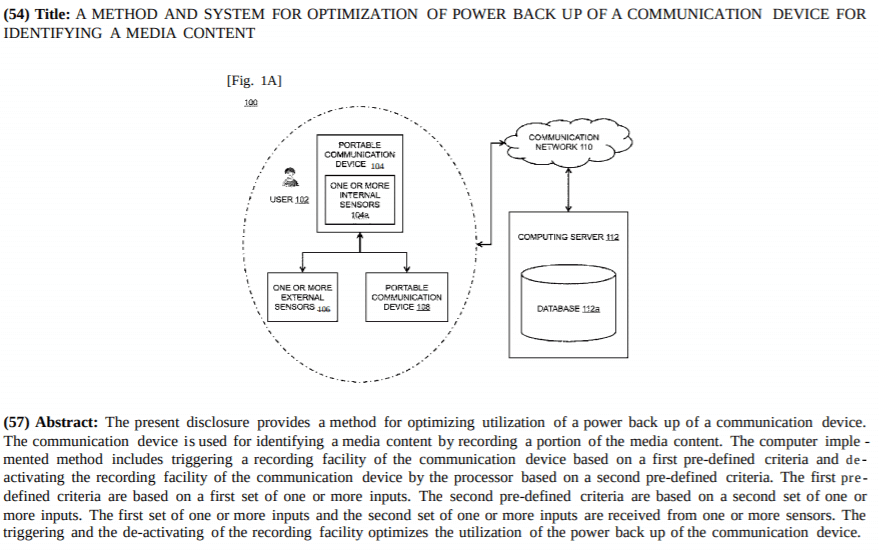 (54) Title: A METHOD AND SYSTEM FOR OPTIMIZATION OF POWER BACK UP OF A COMMUNICATION DEVICE FOR
IDENTIFYING A MEDIA CONTENT
[Fig. 1A]
100
PORTABLE
COMMUNICATION
DEVICE 104
ONE OR MORE
INTERNAL
SENSORS
104a
USER 102
ONE OR MORE
EXTERNAL
SENSORS 106
PORTABLE
COMMUNICATION
DEVICE 108
COMMUNICATION
NETWORK 110
COMPUTING SERVER 112
DATABASE 112a
(57) Abstract: The present disclosure provides a method for optimizing utilization of a power back up of a communication device.
The communication device is used for identifying a media content by recording a portion of the media content. The computer imple-
mented method includes triggering a recording facility of the communication device based on a first pre-defined criteria and de-
activating the recording facility of the communication device by the processor based on a second pre-defined criteria. The first pre-
defined criteria are based on a first set of one or more inputs. The second pre-defined criteria are based on a second set of one or
more inputs. The first set of one or more inputs and the second set of one or more inputs are received from one or more sensors. The
triggering and the de-activating of the recording facility optimizes the utilization of the power back up of the communication device.